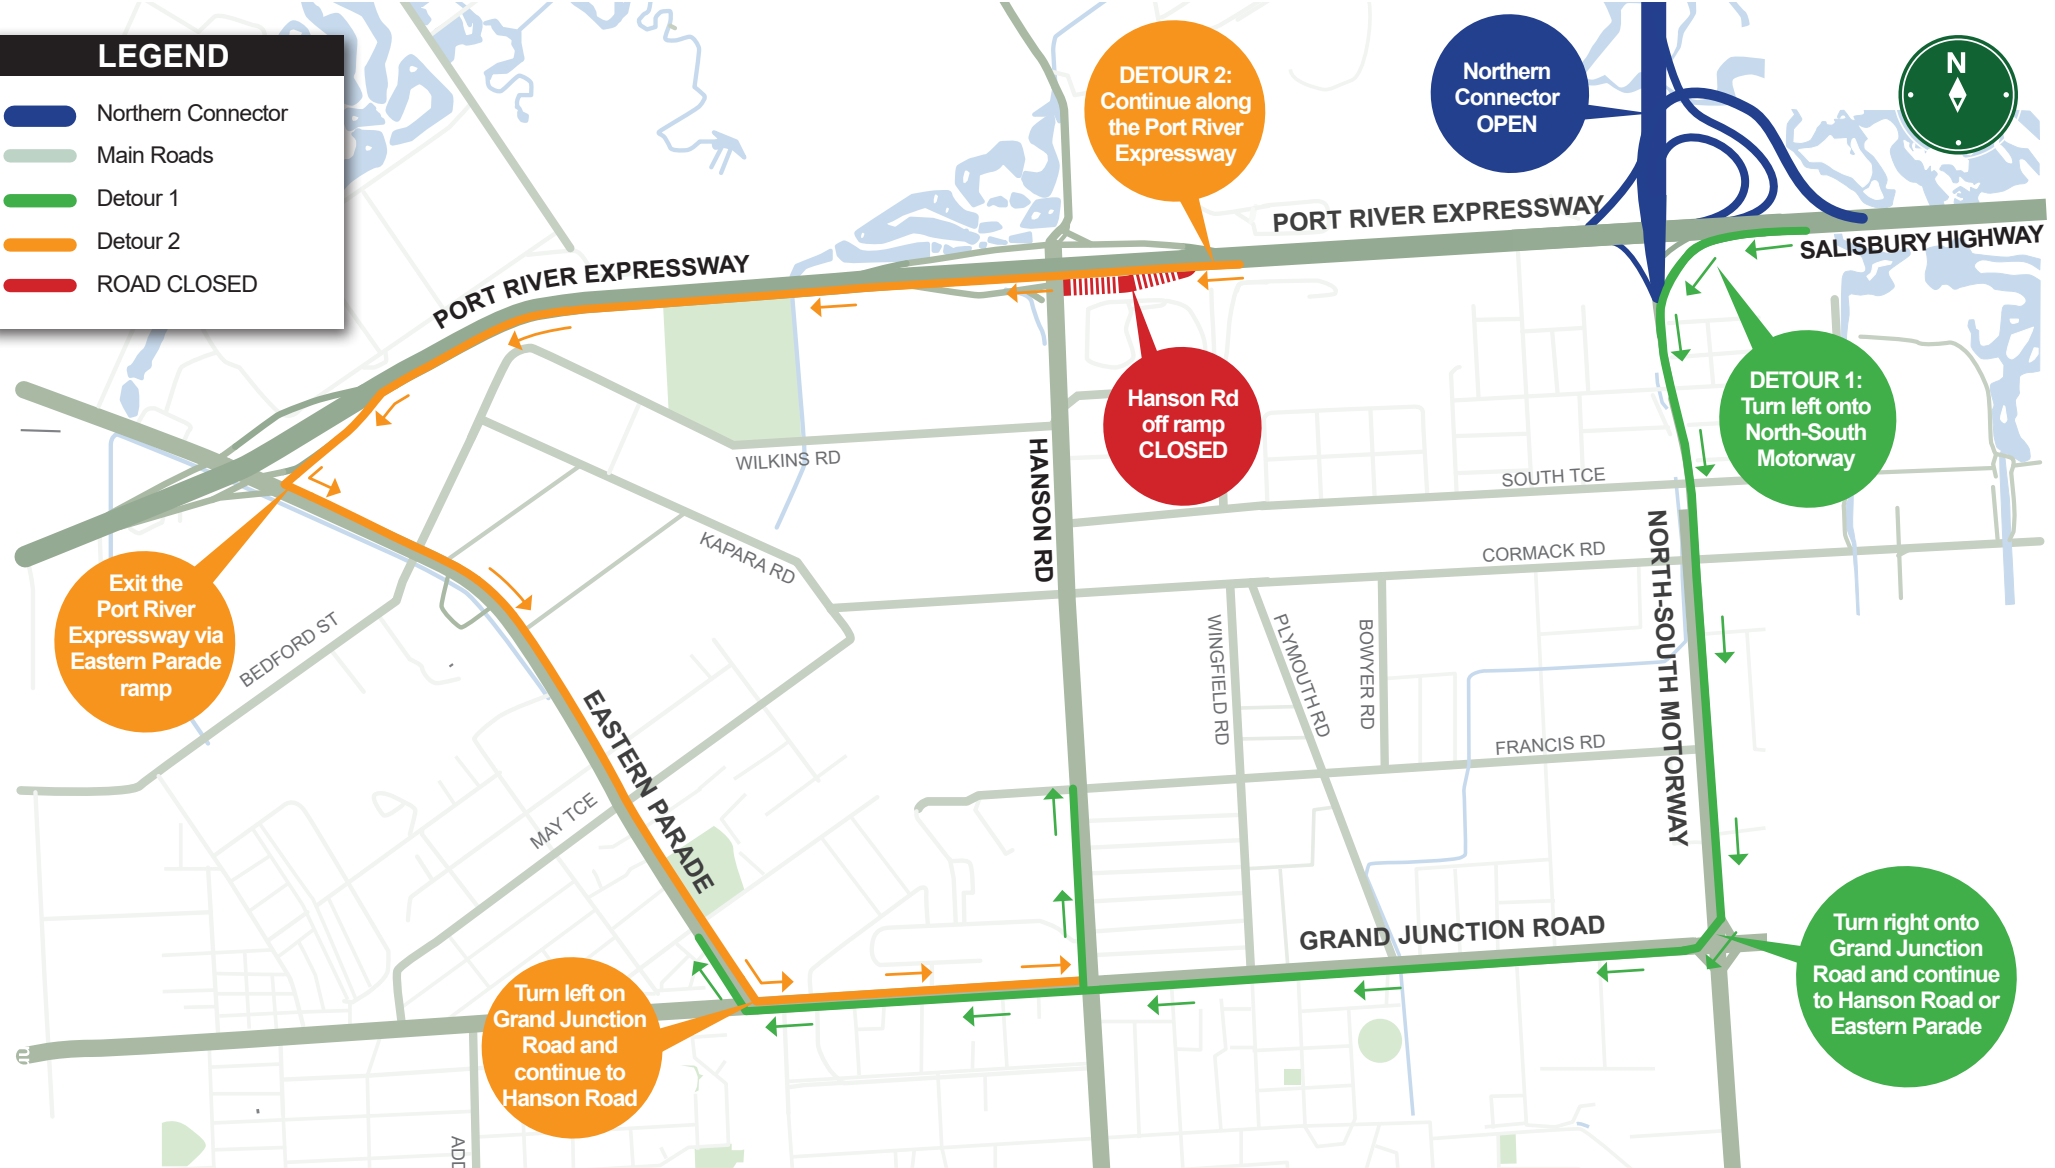 LEGEND
Northern Connector
Main Roads
Detour 1
Detour 2
ROAD CLOSED
DETOUR 2:
Continue along
the Port River
Expressway
Northern
Connector
OPEN
N
PORT RIVER EXPRESSWAY
SALISBURY HIGHWAY
PORT RIVER EXPRESSWAY
Hanson Rd
off ramp
CLOSED
DETOUR 1:
Turn left onto
North-South
Motorway
WILKINS RD
HANSON RD
SOUTH TCE
CORMACK RD
KAPARA RD
NORTH-SOUTH MOTORWAY
Exit the
Port River
Expressway via
Eastern Parade
ramp
BEDFORD ST
WINGFIELD RD
PLYMOUTH RD
BOWYER RD
FRANCIS RD
EASTERN PARADE
MAY TCE
GRAND JUNCTION ROAD
Turn right onto
Grand Junction
Road and continue
to Hanson Road or
Eastern Parade
Turn left on
Grand Junction
Road and
continue to
Hanson Road